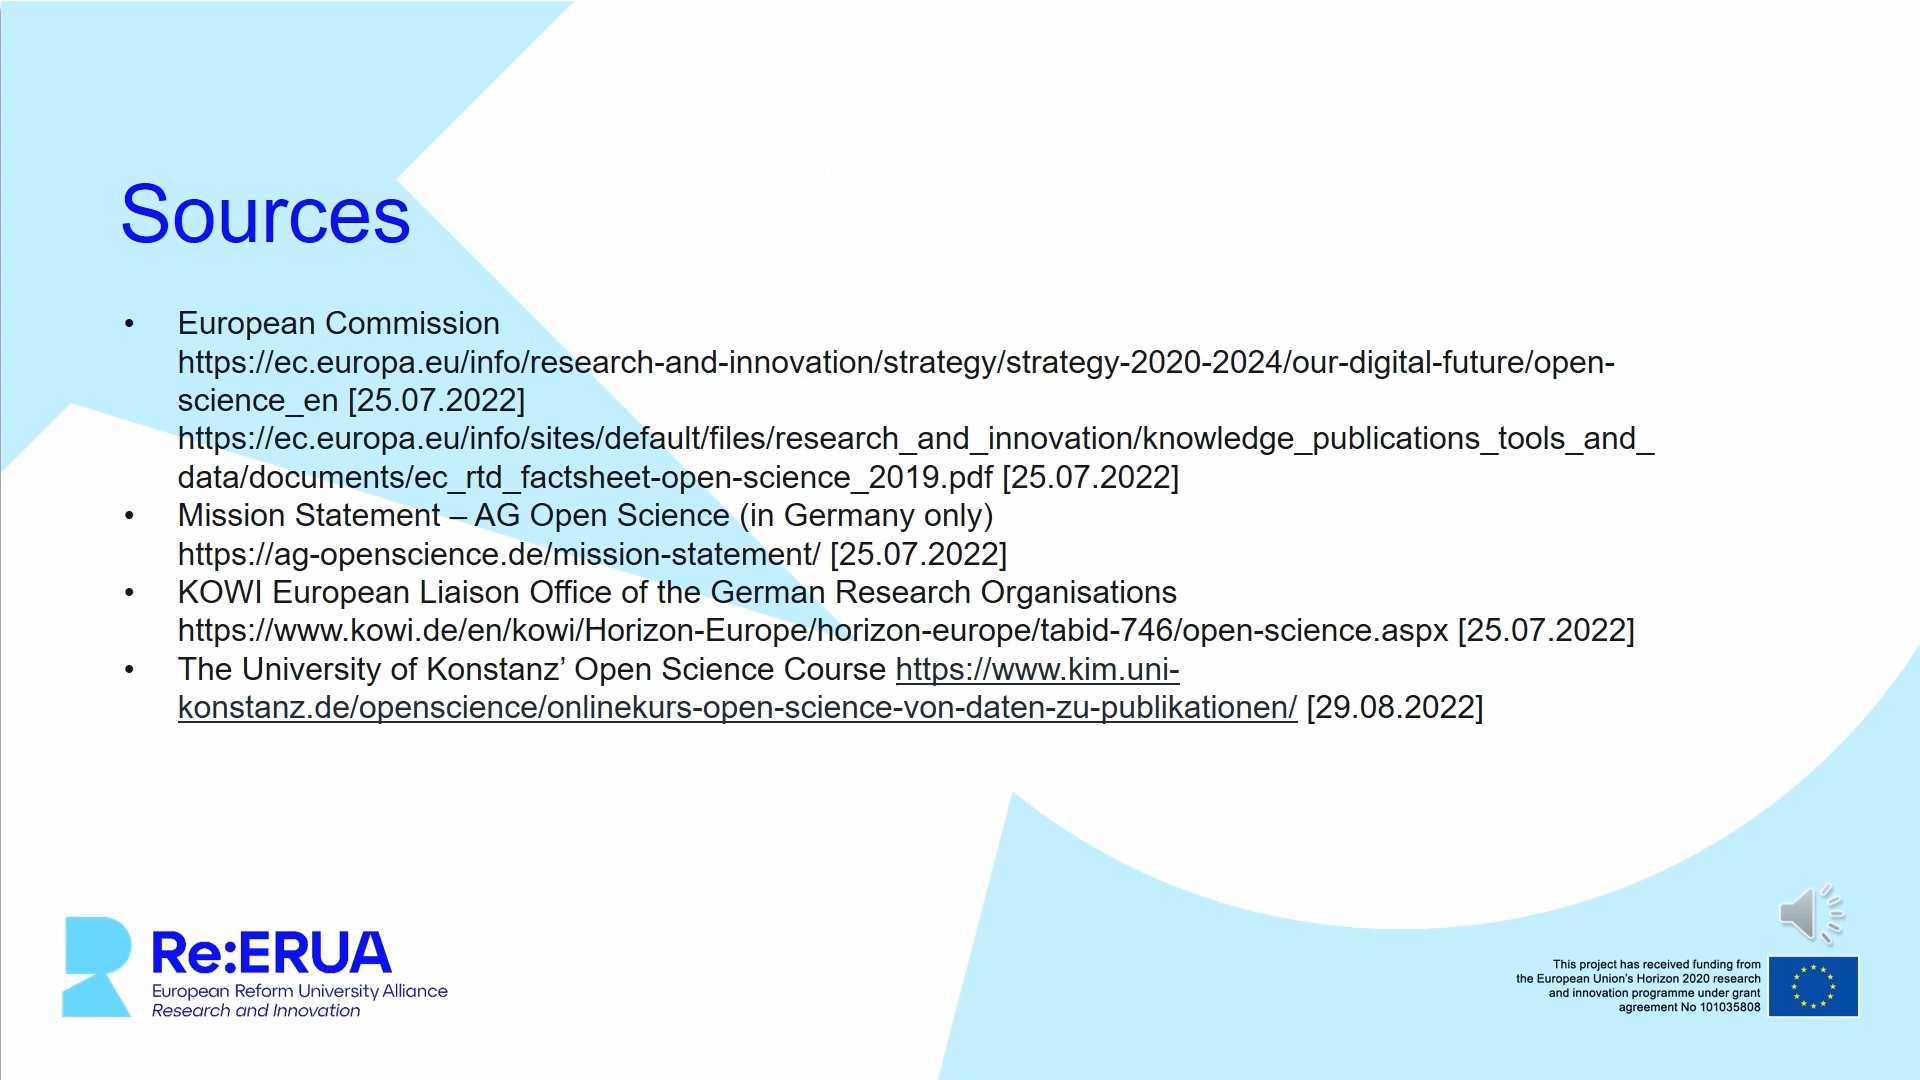 Sources
• European Commission
https://ec.europa.eu/info/research-and-innovation/strategy/strategy-2020-2024/our-digital-future/open-
science_en [25.07.2022]
https://ec.europa.eu/info/sites/default/files/research_and_innovation/knowledge_publications_tools_and_
data/documents/ec_rtd_factsheet-open-science_2019.pdf [25.07.2022]
• Mission Statement – AG Open Science (in Germany only)
https://ag-openscience.de/mission-statement/ [25.07.2022]
• KOWI European Liaison Office of the German Research Organisations
https://www.kowi.de/en/kowi/Horizon-Europe/horizon-europe/tabid-746/open-science.aspx [25.07.2022]
• The University of Konstanz’ Open Science Course https://www.kim.uni-
konstanz.de/openscience/onlinekurs-open-science-von-daten-zu-publikationen/ [29.08.2022]
Re:ERUA
European Reform University Alliance
Research and Innovation
This project has received funding from
the European Union's Horizon 2020 research
and innovation programme under grant
agreement No 101035808